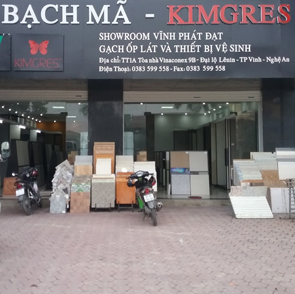 BẠCH MÃ - KIMGRES
KIMGRES
SHOWROOM VĨNH PHÁT ĐẠT
GẠCH ỐP LÁT VÀ THIẾT BỊ VỆ SINH
Địa chỉ: TT1A Tòa nhà Vinaconex 9B - Đại lộ Lênin - TP Vinh - Nghệ An
Điện Thoại: 0383 599 558 - Fax: 0383 599 558